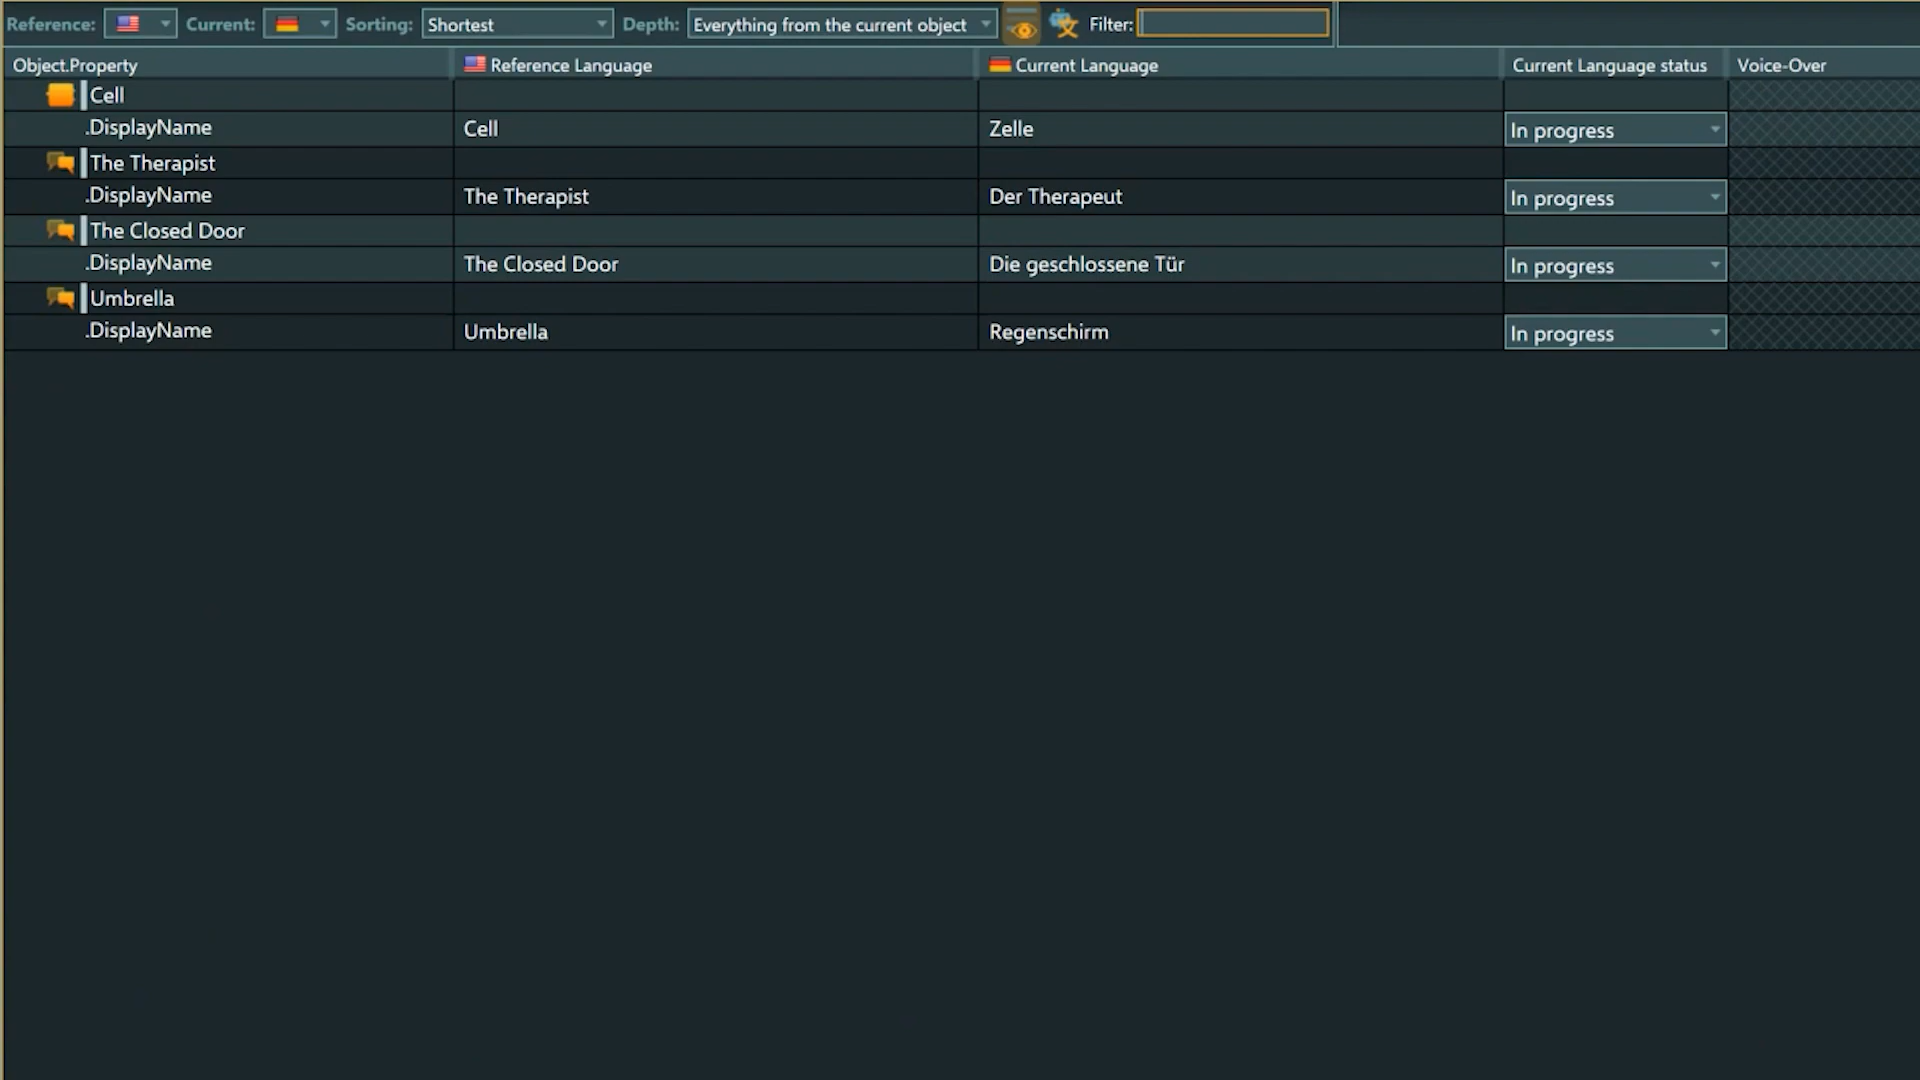 Reference: Current: Sorting: Shortest Depth: Everything from the current object Filter:
Object.Property Reference Language Current Language Current Language status Voice-Over
Cell
.DisplayName Cell Zelle In progress
The Therapist
.DisplayName The Therapist Der Therapeut In progress
The Closed Door
.DisplayName The Closed Door Die geschlossene Tür In progress
Umbrella
.DisplayName Umbrella Regenschirm In progress